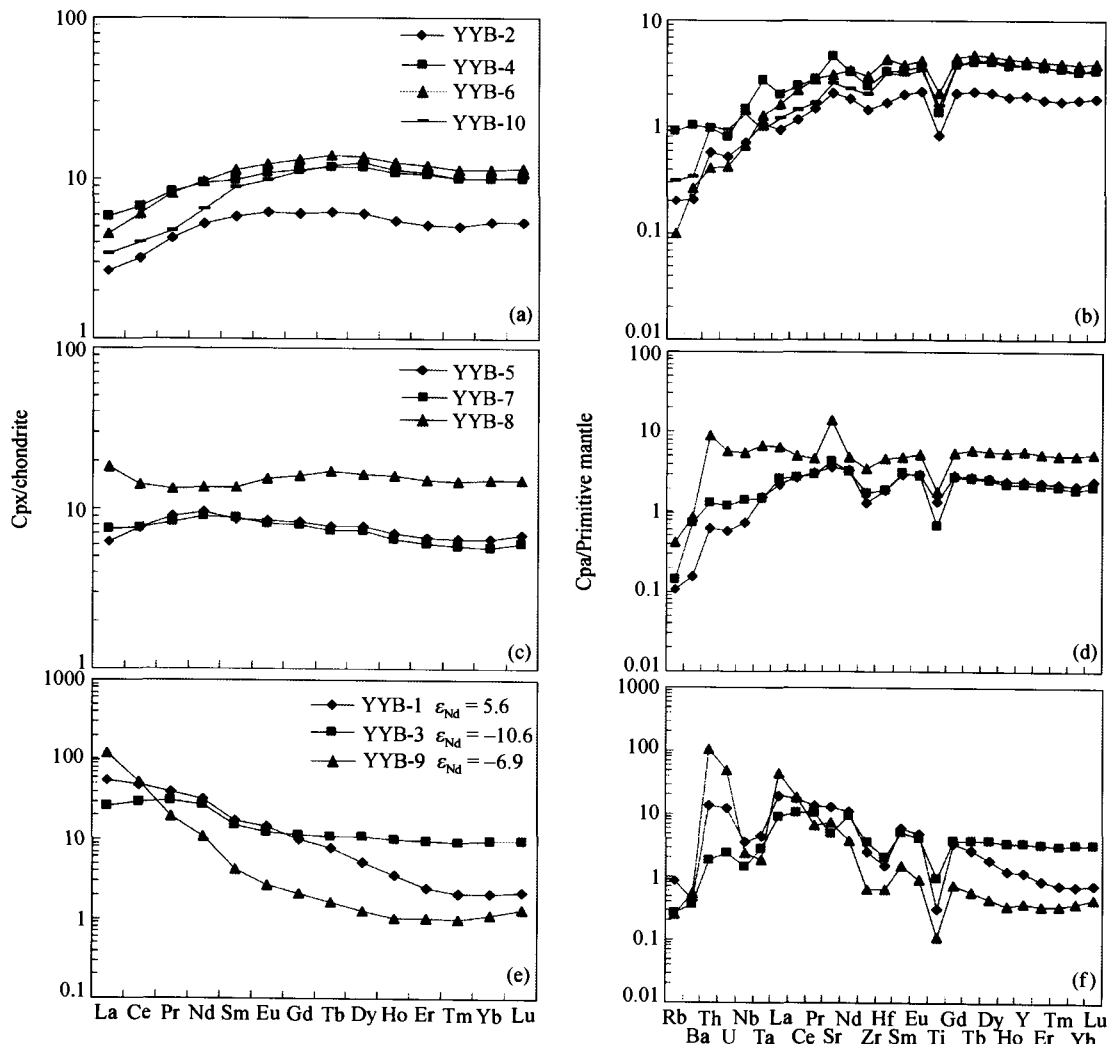 100
10
1
YYB-2
YYB-4
YYB-6
YYB-10
(a)
10
1
0.1
0.01
(b)
100
10
1
YYB-5
YYB-7
YYB-8
(c)
Cpx/chondrite
100
10
1
0.1
0.01
(d)
Cpa/Primitive mantle
1000
100
10
1
0.1
YYB-1 εNd = 5.6
YYB-3 εNd = −10.6
YYB-9 εNd = −6.9
(e)
La Ce Pr Nd Sm Eu Gd Tb Dy Ho Er Tm Yb Lu
1000
100
10
1
0.1
0.01
(f)
Rb Th Nb La Pr Nd Hf Eu Gd Dy Y Tm Lu
Ba U Ta Ce Sr Zr Sm Ti Tb Ho Er Yb